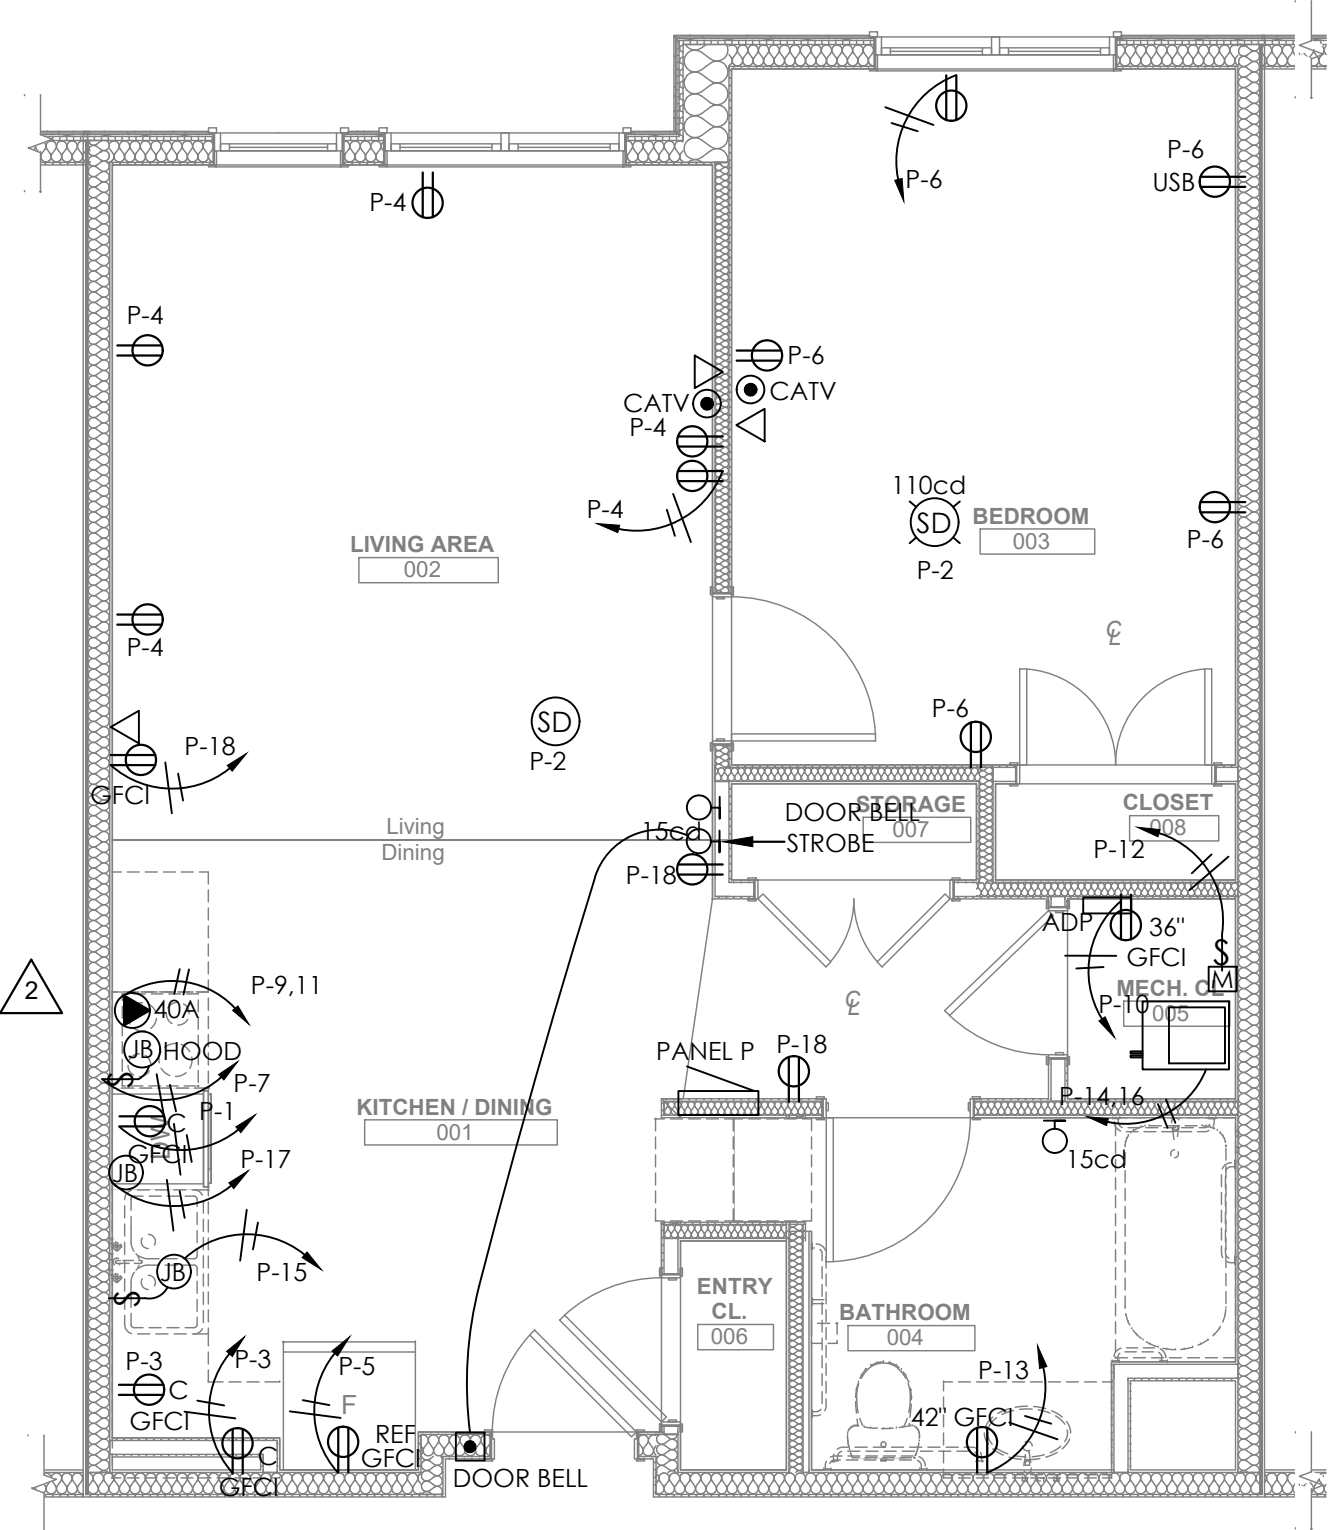 P-6
P-6
USB
P-6
P-4
P-4
P-6
CATV
CATV
P-4
P-4
110cd
SD
P-2
BEDROOM
003
P-6
LIVING AREA
002
P-4
℄
SD
P-2
P-6
P-18
GFCI
Living
Dining
15cd
DOOR BELL
STROBE
P-18
STORAGE
007
CLOSET
008
P-12
ADP
36"
GFCI
S
M
MECH. CL
005
P-10
2
P-9,11
40A
JB
HOOD
S
P-7
P-1
C
GFCI
DW
JB
P-17
℄
PANEL P
P-18
P-14,16
15cd
KITCHEN / DINING
001
JB
P-15
S
ENTRY
CL.
006
BATHROOM
004
P-3
C
GFCI
P-3
P-5
F
REF
GFCI
C
GFCI
P-13
42" GFCI
DOOR BELL